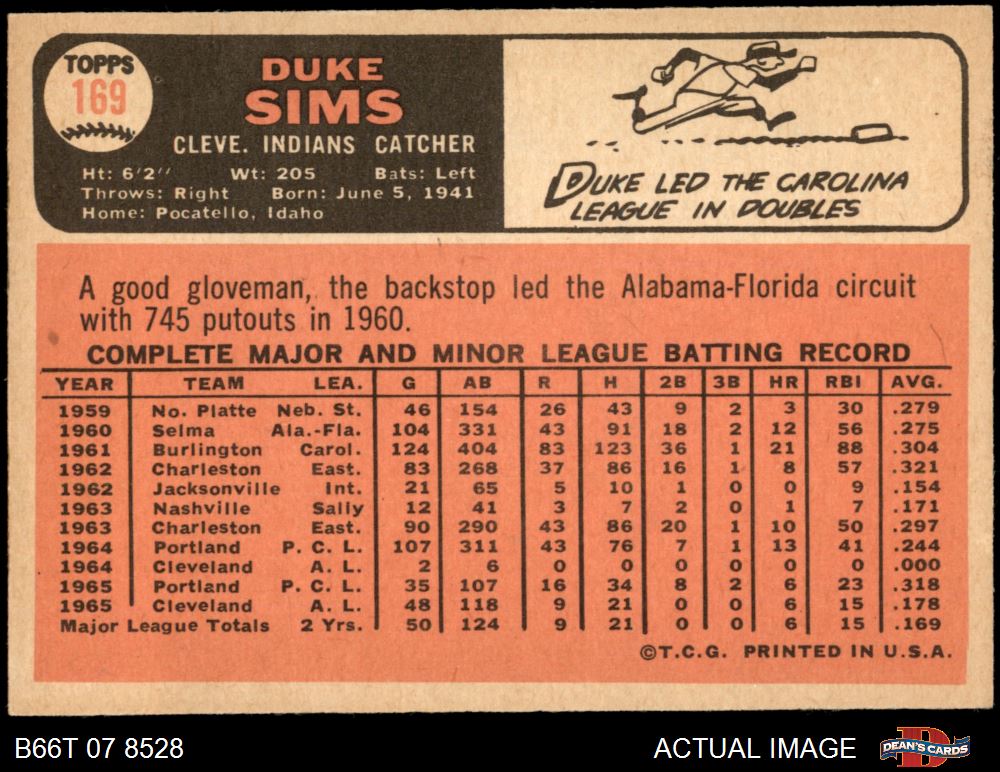 TOPPS
169
DUKE
SIMS
CLEVE. INDIANS CATCHER
Ht: 6'2" Wt: 205 Bats: Left
Throws: Right Born: June 5, 1941
Home: Pocatello, Idaho
DUKE LED THE CAROLINA
LEAGUE IN DOUBLES
A good gloveman, the backstop led the Alabama-Florida circuit
with 745 putouts in 1960.
COMPLETE MAJOR AND MINOR LEAGUE BATTING RECORD
YEAR TEAM LEA. G AB R H 2B 3B HR RBI AVG.
1959 No. Platte Neb. St. 46 154 26 43 9 2 3 30 .279
1960 Selma Ala.-Fla. 104 331 43 91 18 2 12 56 .275
1961 Burlington Carol. 124 404 83 123 36 1 21 88 .304
1962 Charleston East. 83 268 37 86 16 1 8 57 .321
1962 Jacksonville Int. 21 65 5 10 1 0 0 9 .154
1963 Nashville Sally 12 41 3 7 2 0 1 7 .171
1963 Charleston East. 90 290 43 86 20 1 10 50 .297
1964 Portland P. C. L. 107 311 43 76 7 1 13 41 .244
1964 Cleveland A. L. 2 6 0 0 0 0 0 0 .000
1965 Portland P. C. L. 35 107 16 34 8 2 6 23 .318
1965 Cleveland A. L. 48 118 9 21 0 0 6 15 .178
Major League Totals 2 Yrs. 50 124 9 21 0 0 6 15 .169
©T.C.G. PRINTED IN U.S.A.
B66T 07 8528 ACTUAL IMAGE DEAN'S CARDS